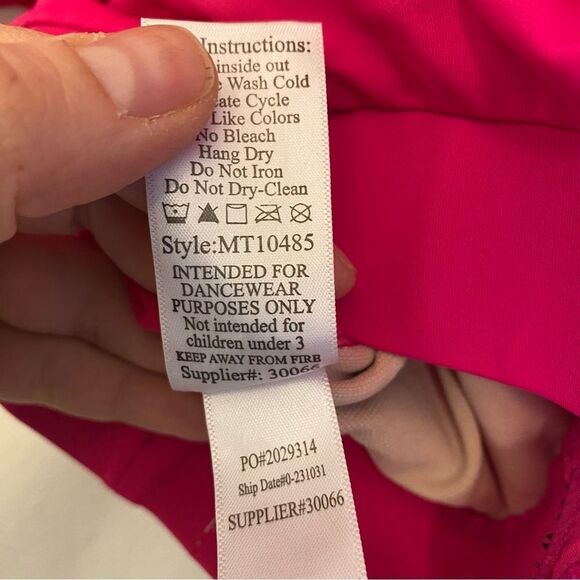 Instructions:
inside out
Wash Cold
Cycle
Like Colors
No Bleach
Hang Dry
Do Not Iron
Do Not Dry-Clean
Style:MT10485
INTENDED FOR
DANCEWEAR
PURPOSES ONLY
Not intended for
children under 3
KEEP AWAY FROM FIRE
Supplier#: 30066
PO#2029314
Ship Date#0-231031
SUPPLIER#30066